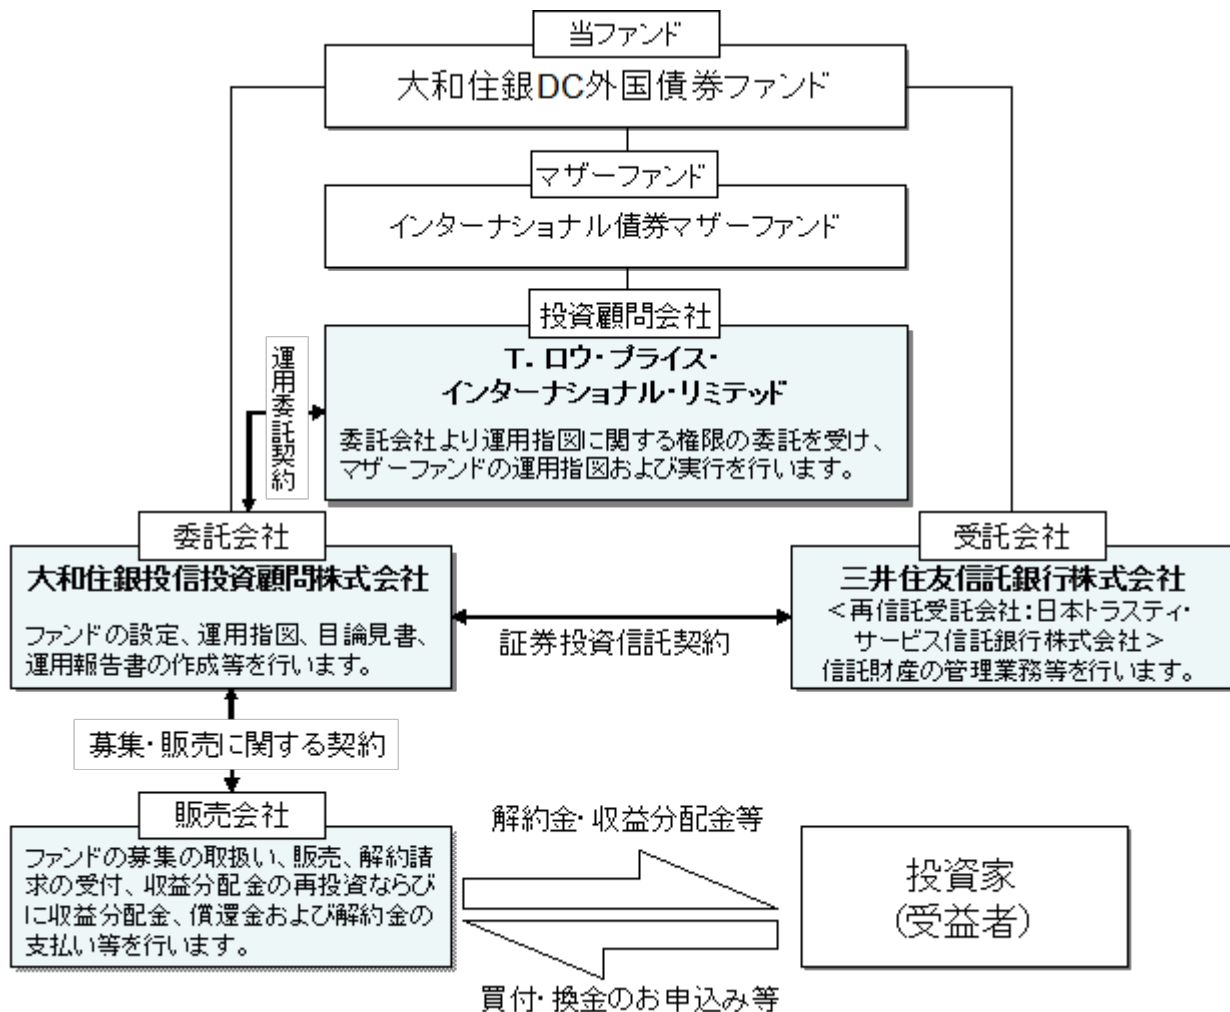 当ファンド
大和住銀DC外国債券ファンド
マザーファンド
インターナショナル債券マザーファンド
投資顧問会社
T. ロウ・プライス・
インターナショナル・リミテッド
委託会社より運用指図に関する権限の委託を受け、
マザーファンドの運用指図および実行を行います。
運用委託契約
委託会社
大和住銀投信投資顧問株式会社
ファンドの設定、運用指図、目論見書、
運用報告書の作成等を行います。
証券投資信託契約
受託会社
三井住友信託銀行株式会社
<再信託受託会社:日本トラスティ・
サービス信託銀行株式会社>
信託財産の管理業務等を行います。
募集・販売に関する契約
販売会社
ファンドの募集の取扱い、販売、解約請
求の受付、収益分配金の再投資ならび
に収益分配金、償還金および解約金の
支払い等を行います。
解約金・収益分配金等
買付・換金のお申込み等
投資家
(受益者)